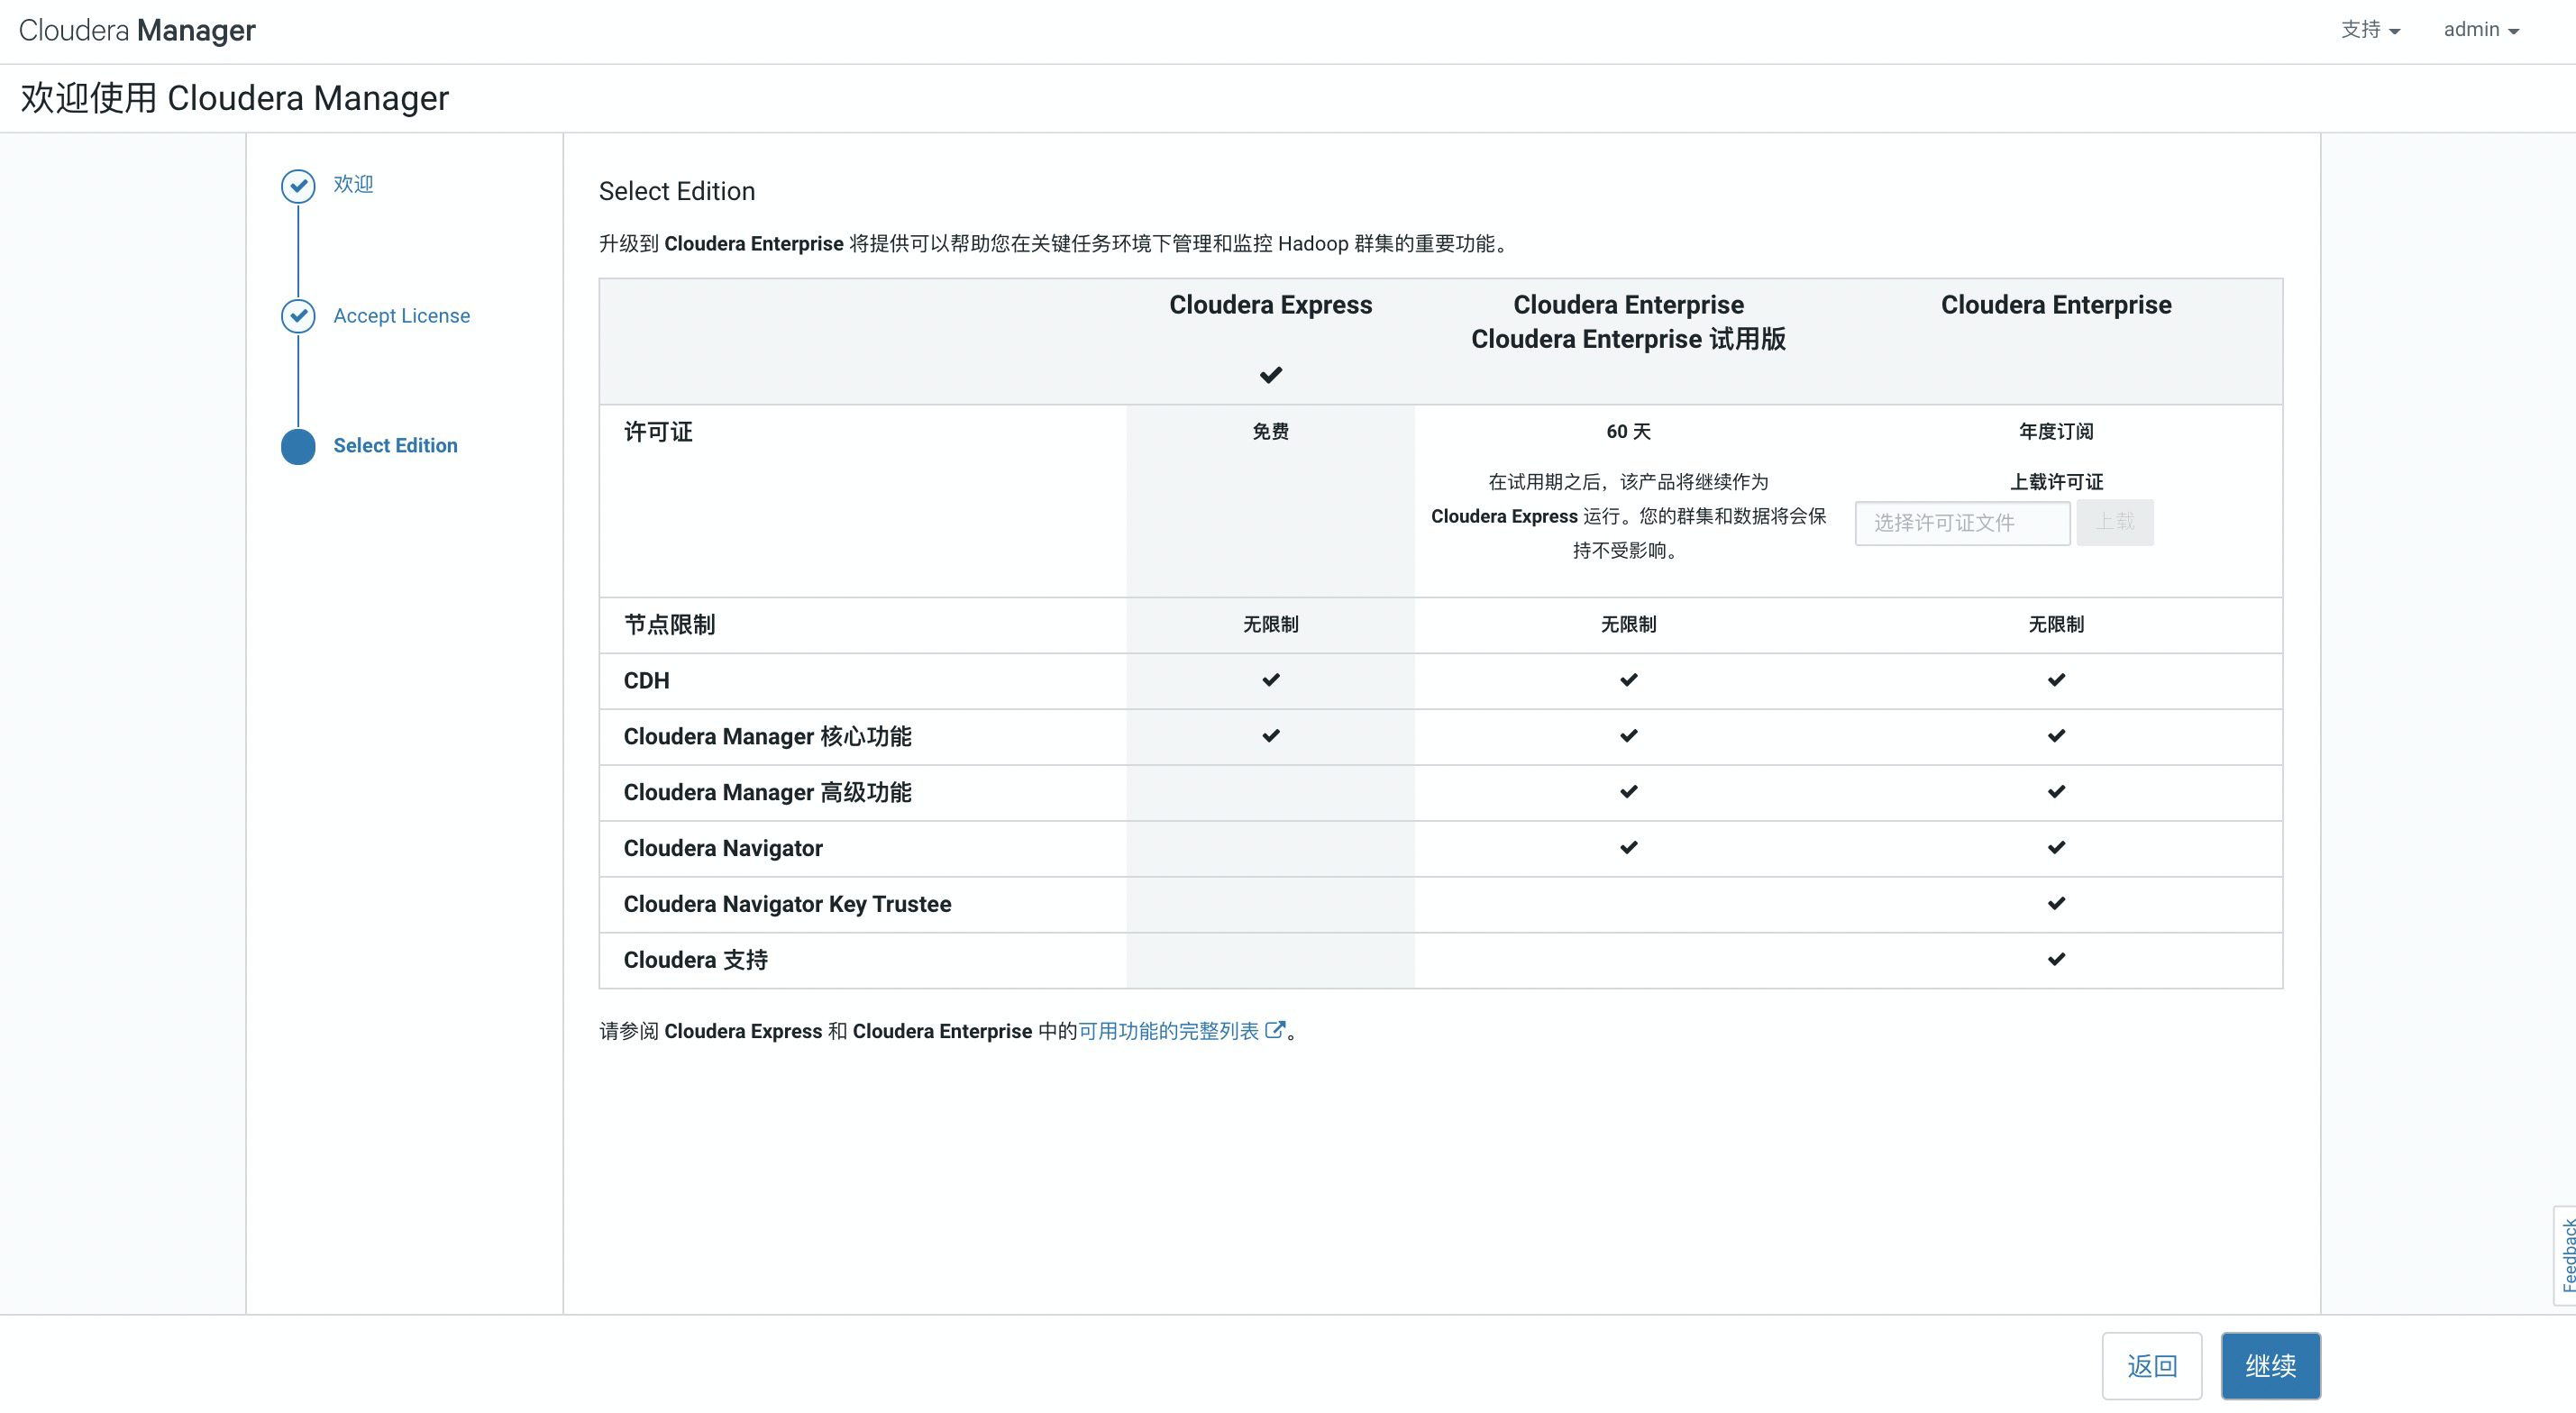 Cloudera Manager
支持
admin
欢迎使用 Cloudera Manager
欢迎
Accept License
Select Edition
Select Edition
升级到 Cloudera Enterprise 将提供可以帮助您在关键任务环境下管理和监控 Hadoop 群集的重要功能。
Cloudera Express
Cloudera Enterprise
Cloudera Enterprise 试用版
Cloudera Enterprise
许可证
免费
60 天
在试用期之后，该产品将继续作为
Cloudera Express 运行。您的群集和数据将会保
持不受影响。
年度订阅
上载许可证
选择许可证文件
上载
节点限制
无限制
无限制
无限制
CDH
Cloudera Manager 核心功能
Cloudera Manager 高级功能
Cloudera Navigator
Cloudera Navigator Key Trustee
Cloudera 支持
请参阅 Cloudera Express 和 Cloudera Enterprise 中的可用功能的完整列表。
Feedback
返回
继续